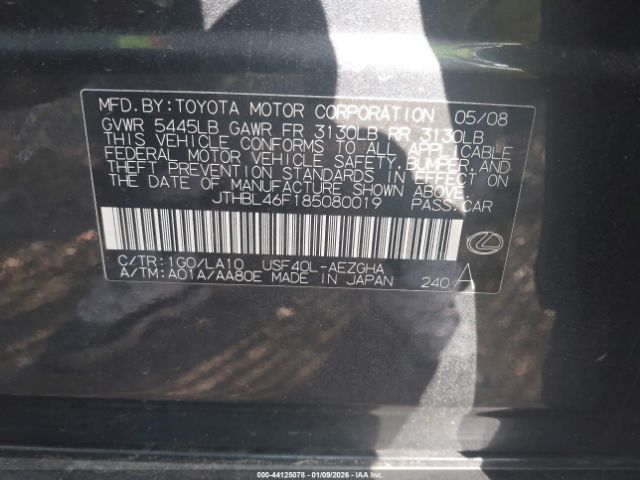 MFD. BY: TOYOTA MOTOR CORPORATION 05/08
GVWR 5445LB GAWR FR 3130LB RR 3130LB
THIS VEHICLE CONFORMS TO ALL APPLICABLE
FEDERAL MOTOR VEHICLE SAFETY, BUMPER, AND
THEFT PREVENTION STANDARDS IN EFFECT ON
THE DATE OF MANUFACTURE SHOWN ABOVE.
JTHBL46F185080019 PASS. CAR
C/TR: 1G0/LA10 USF40L-AEZGHA
A/TM: A01A/AA80E MADE IN JAPAN 240 A
000-44125078 - 01/09/2026 - IAA Inc.